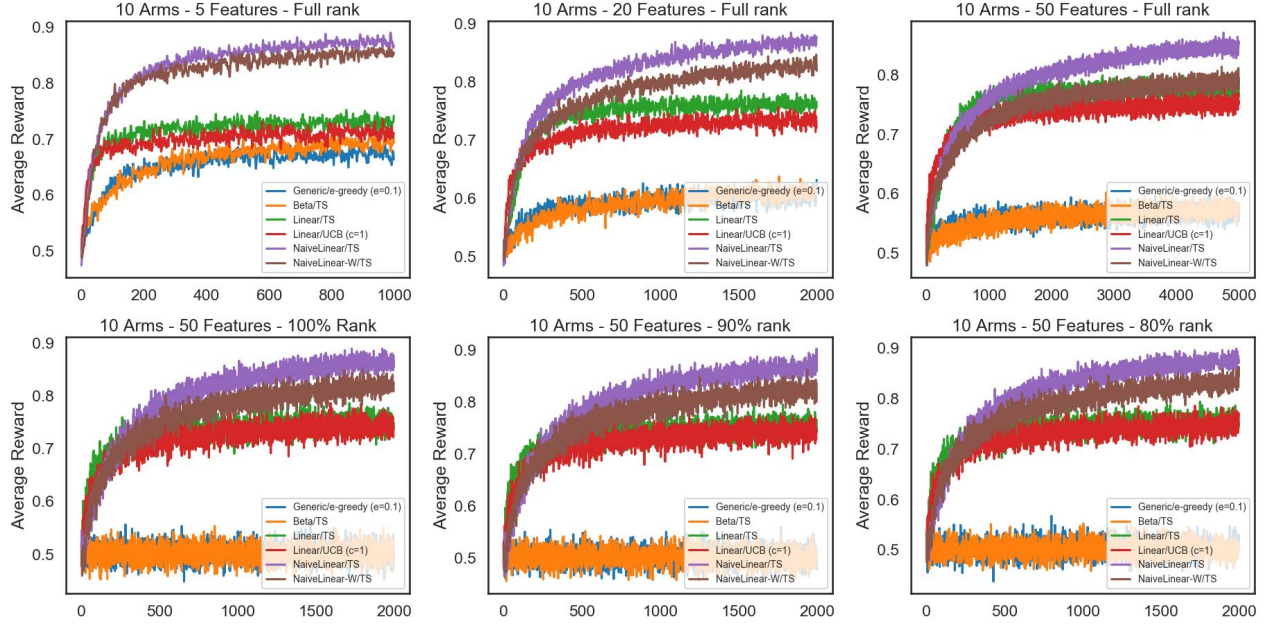 10 Arms - 5 Features - Full rank
Average Reward
0.9
0.8
0.7
0.6
0.5
0 200 400 600 800 1000
Generic/e-greedy (e=0.1)
Beta/TS
Linear/TS
Linear/UCB (c=1)
NaiveLinear/TS
NaiveLinear-W/TS
10 Arms - 20 Features - Full rank
0.9
0.8
0.7
0.6
0.5
0 500 1000 1500 2000
Generic/e-greedy (e=0.1)
Beta/TS
Linear/TS
Linear/UCB (c=1)
NaiveLinear/TS
NaiveLinear-W/TS
10 Arms - 50 Features - Full rank
0.8
0.7
0.6
0.5
0 1000 2000 3000 4000 5000
Generic/e-greedy (e=0.1)
Beta/TS
Linear/TS
Linear/UCB (c=1)
NaiveLinear/TS
NaiveLinear-W/TS
10 Arms - 50 Features - 100% Rank
Average Reward
0.9
0.8
0.7
0.6
0.5
0 500 1000 1500 2000
Generic/e-greedy (e=0.1)
Beta/TS
Linear/TS
Linear/UCB (c=1)
NaiveLinear/TS
NaiveLinear-W/TS
10 Arms - 50 Features - 90% rank
Average Reward
0.9
0.8
0.7
0.6
0.5
0 500 1000 1500 2000
Generic/e-greedy (e=0.1)
Beta/TS
Linear/TS
Linear/UCB (c=1)
NaiveLinear/TS
NaiveLinear-W/TS
10 Arms - 50 Features - 80% rank
Average Reward
0.9
0.8
0.7
0.6
0.5
0 500 1000 1500 2000
Generic/e-greedy (e=0.1)
Beta/TS
Linear/TS
Linear/UCB (c=1)
NaiveLinear/TS
NaiveLinear-W/TS